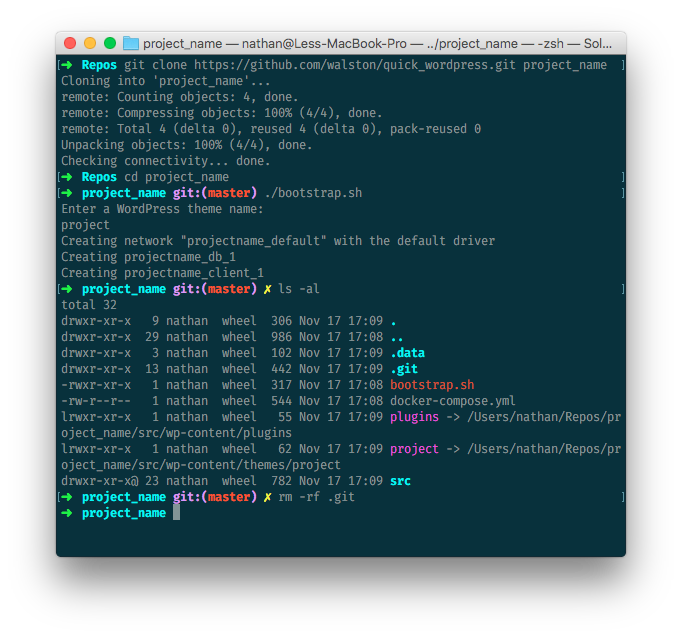 project_name — nathan@Less-MacBook-Pro — ../project_name — -zsh — Sol...
[➜ Repos git clone https://github.com/walston/quick_wordpress.git project_name ]
Cloning into 'project_name'...
remote: Counting objects: 4, done.
remote: Compressing objects: 100% (4/4), done.
remote: Total 4 (delta 0), reused 4 (delta 0), pack-reused 0
Unpacking objects: 100% (4/4), done.
Checking connectivity... done.
[➜ Repos cd project_name ]
[➜ project_name git:(master) ./bootstrap.sh ]
Enter a WordPress theme name:
project
Creating network "projectname_default" with the default driver
Creating projectname_db_1
Creating projectname_client_1
[➜ project_name git:(master) ✗ ls -al ]
total 32
drwxr-xr-x 9 nathan wheel 306 Nov 17 17:09 .
drwxr-xr-x 29 nathan wheel 986 Nov 17 17:08 ..
drwxr-xr-x 3 nathan wheel 102 Nov 17 17:09 .data
drwxr-xr-x 13 nathan wheel 442 Nov 17 17:09 .git
-rwxr-xr-x 1 nathan wheel 317 Nov 17 17:08 bootstrap.sh
-rw-r--r-- 1 nathan wheel 544 Nov 17 17:08 docker-compose.yml
lrwxr-xr-x 1 nathan wheel 55 Nov 17 17:09 plugins -> /Users/nathan/Repos/pr
oject_name/src/wp-content/plugins
lrwxr-xr-x 1 nathan wheel 62 Nov 17 17:09 project -> /Users/nathan/Repos/pr
oject_name/src/wp-content/themes/project
drwxr-xr-x@ 23 nathan wheel 782 Nov 17 17:09 src
[➜ project_name git:(master) ✗ rm -rf .git ]
➜ project_name